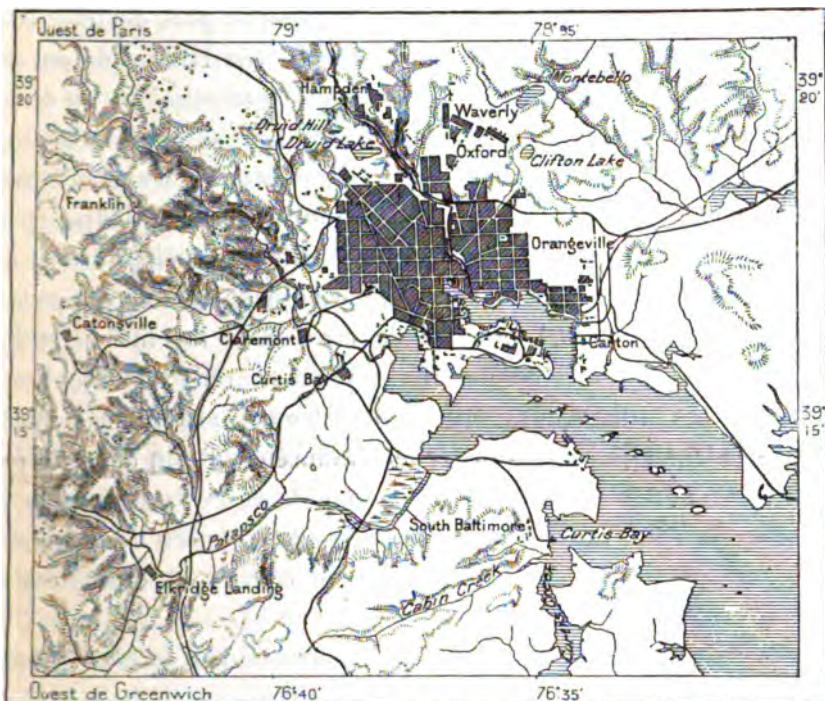 Ouest de Paris
79°
78°95'
39°
20'
39°
20'
Hampden
Montebello
Waverly
Druid Hill
Druid Lake
Oxford
Clifton Lake
Franklin
Orangeville
Catonsville
Claremont
Canton
Curtis Bay
39°
15'
39°
15'
PATAPSCO
Patapsco
South Baltimore
Curtis Bay
Elkridge Landing
Cabin Creek
Ouest de Greenwich
76°40'
76°35'